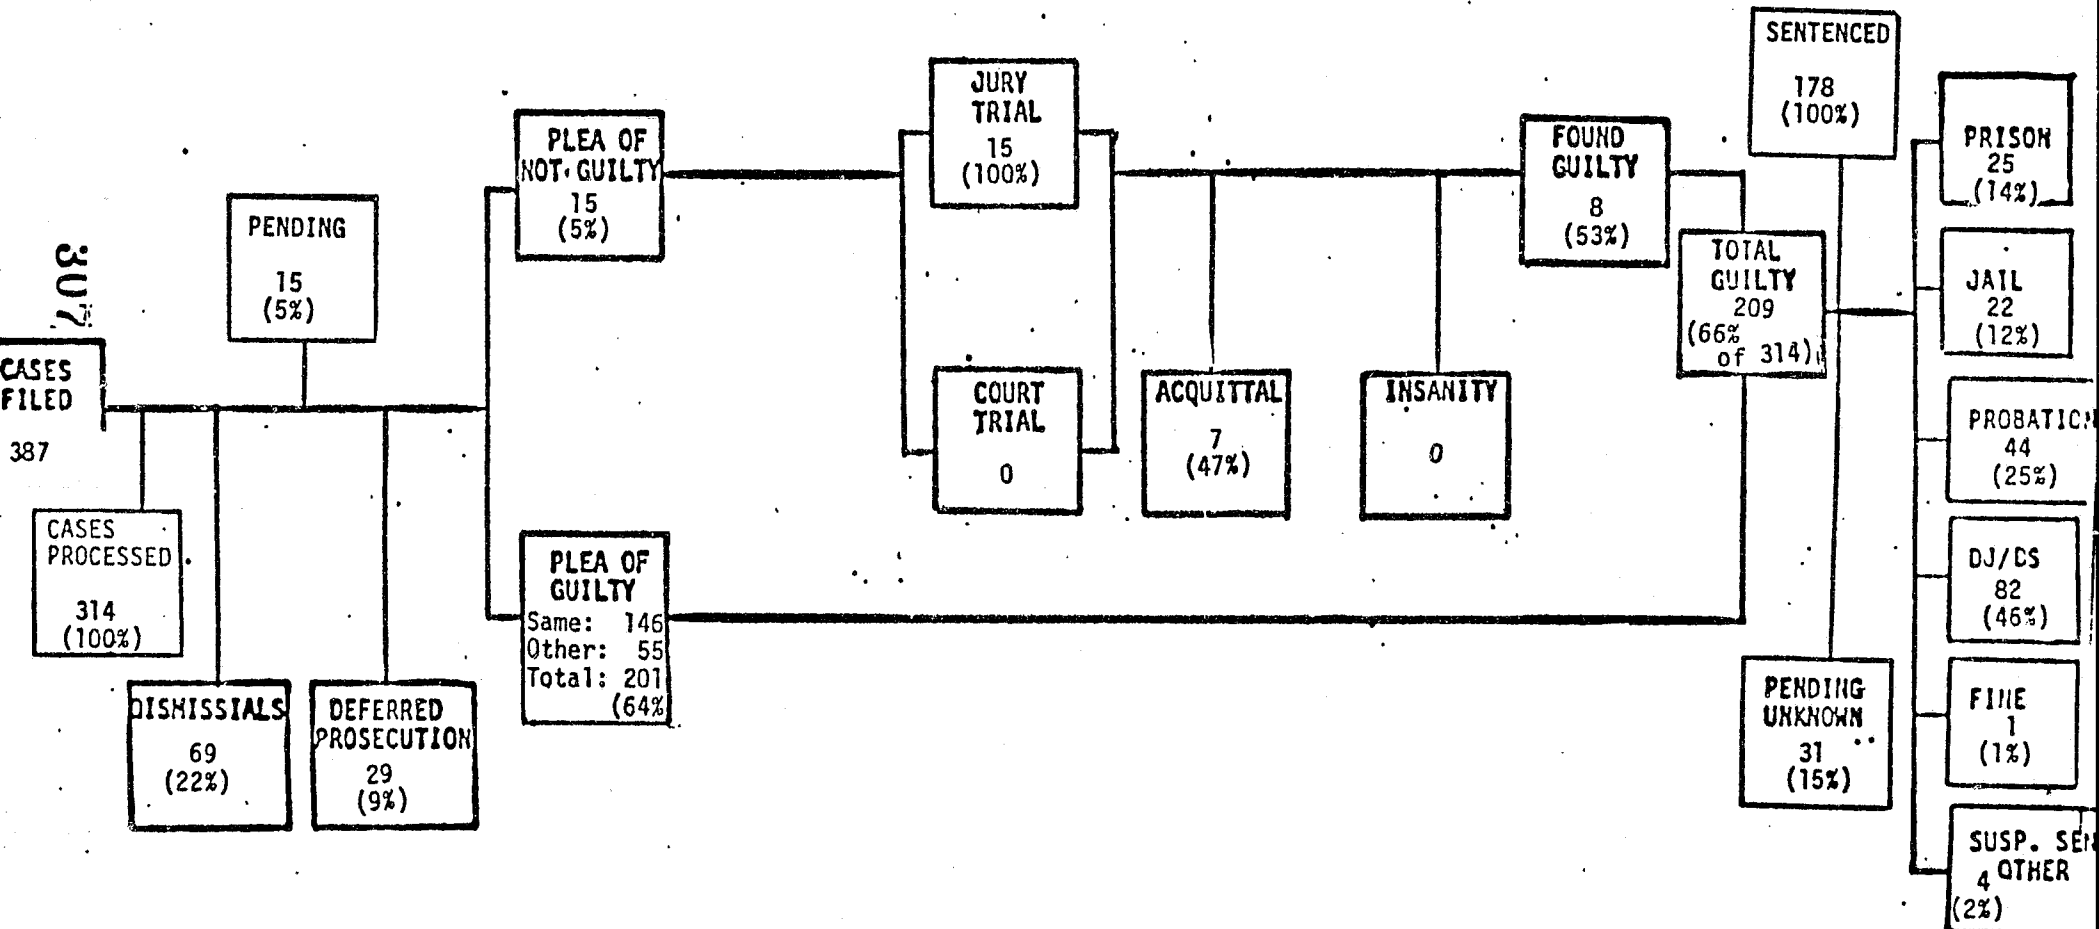 307
CASES
FILED
387
CASES
PROCESSED
314
(100%)
PENDING
15
(5%)
DISMISSIALS
69
(22%)
DEFERRED
PROSECUTION
29
(9%)
PLEA OF
NOT GUILTY
15
(5%)
PLEA OF
GUILTY
Same: 146
Other: 55
Total: 201
(64%
JURY
TRIAL
15
(100%)
COURT
TRIAL
0
ACQUITTAL
7
(47%)
INSANITY
0
FOUND
GUILTY
8
(53%)
TOTAL
GUILTY
209
(66%
of 314)
SENTENCED
178
(100%)
PENDING
UNKNOWN
31
(15%)
PRISON
25
(14%)
JAIL
22
(12%)
PROBATION
44
(25%)
DJ/DS
82
(46%)
FINE
1
(1%)
SUSP. SEN
OTHER
4
(2%)